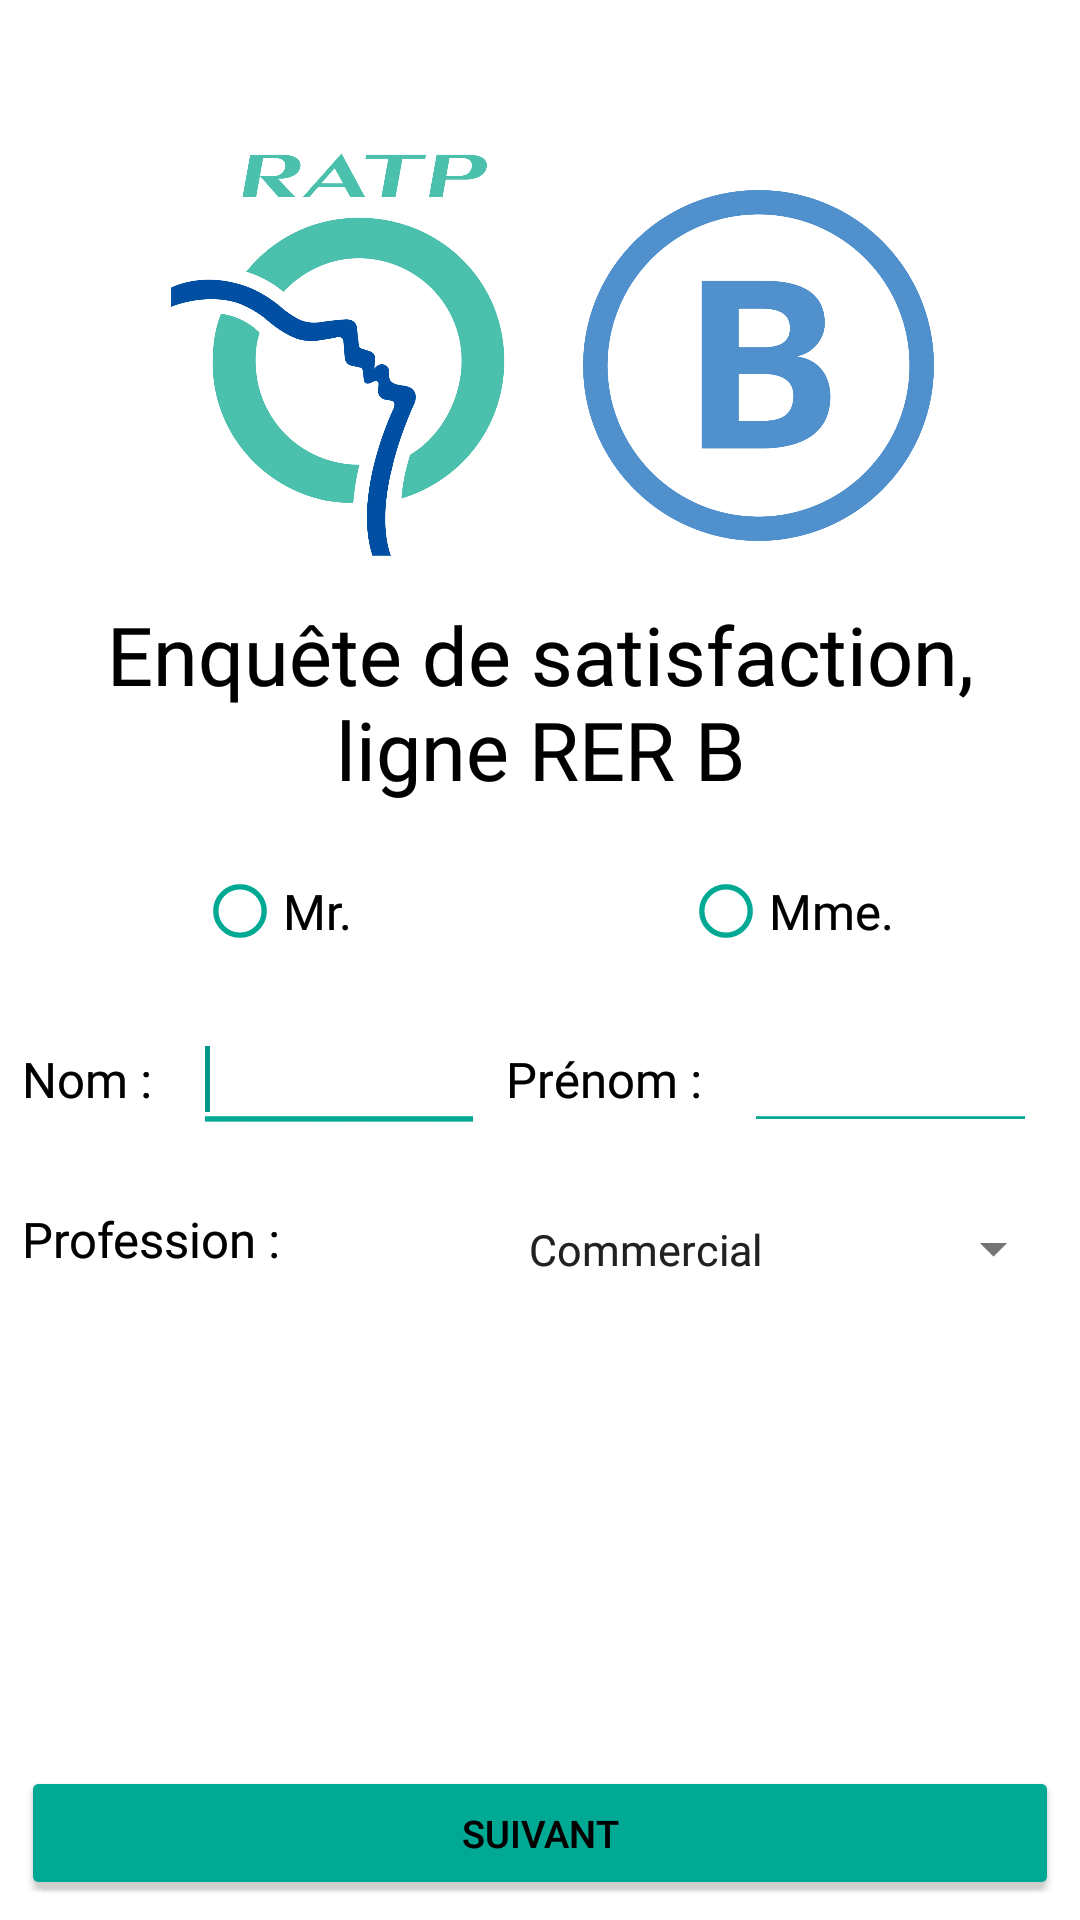 RATP
B
Enquête de satisfaction,
ligne RER B
Mr. Mme.
Nom : Prénom :
Profession : Commercial
SUIVANT